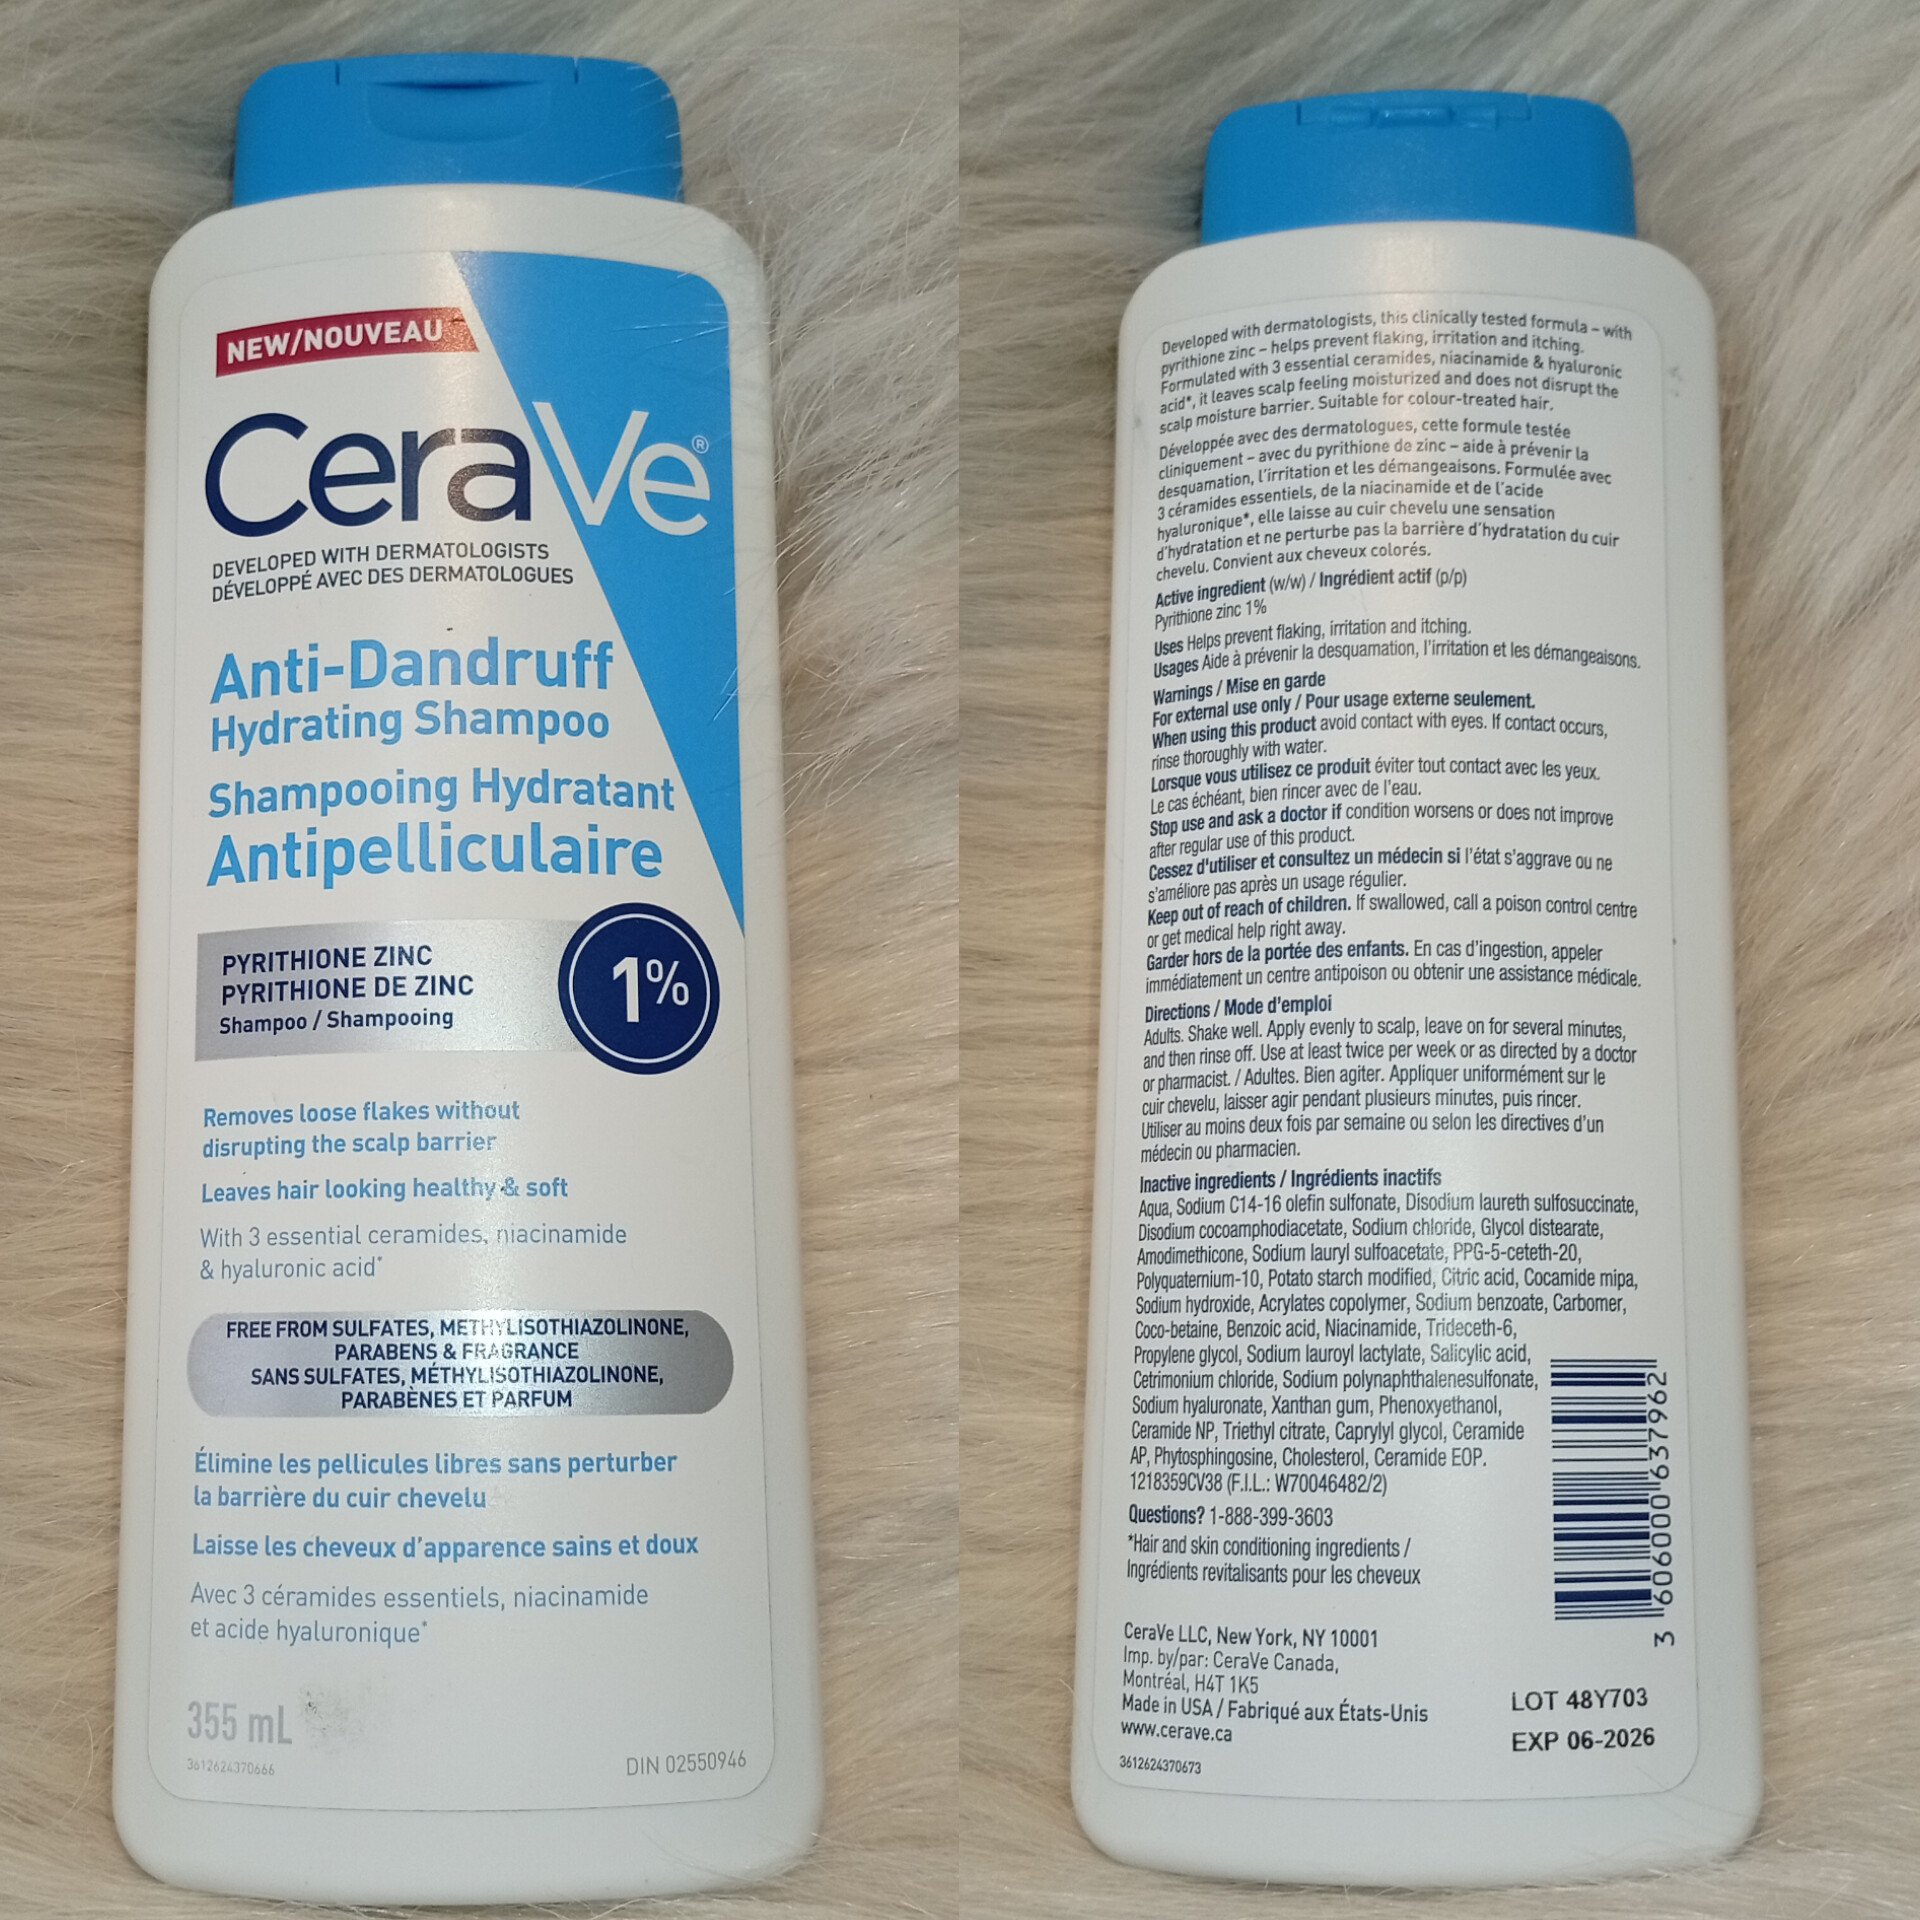 NEW/NOUVEAU
CeraVe®
DEVELOPED WITH DERMATOLOGISTS
DÉVELOPPÉ AVEC DES DERMATOLOGUES
Anti-Dandruff
Hydrating Shampoo
Shampooing Hydratant
Antipelliculaire
PYRITHIONE ZINC
PYRITHIONE DE ZINC
Shampoo / Shampooing
1%
Removes loose flakes without
disrupting the scalp barrier
Leaves hair looking healthy & soft
With 3 essential ceramides, niacinamide
& hyaluronic acid*
FREE FROM SULFATES, METHYLISOTHIAZOLINONE,
PARABENS & FRAGRANCE
SANS SULFATES, MÉTHYLISOTHIAZOLINONE,
PARABÈNES ET PARFUM
Élimine les pellicules libres sans perturber
la barrière du cuir chevelu
Laisse les cheveux d'apparence sains et doux
Avec 3 céramides essentiels, niacinamide
et acide hyaluronique*
355 mL
3612624370666
DIN 02550946
Developed with dermatologists, this clinically tested formula – with
pyrithione zinc – helps prevent flaking, irritation and itching.
Formulated with 3 essential ceramides, niacinamide & hyaluronic
acid*, it leaves scalp feeling moisturized and does not disrupt the
scalp moisture barrier. Suitable for colour-treated hair.
Développée avec des dermatologues, cette formule testée
cliniquement – avec du pyrithione de zinc – aide à prévenir la
desquamation, l'irritation et les démangeaisons. Formulée avec
3 céramides essentiels, de la niacinamide et de l'acide
hyaluronique*, elle laisse au cuir chevelu une sensation
d'hydratation et ne perturbe pas la barrière d'hydratation du cuir
chevelu. Convient aux cheveux colorés.
Active ingredient (w/w) / Ingrédient actif (p/p)
Pyrithione zinc 1%
Uses Helps prevent flaking, irritation and itching.
Usages Aide à prévenir la desquamation, l'irritation et les démangeaisons.
Warnings / Mise en garde
For external use only / Pour usage externe seulement.
When using this product avoid contact with eyes. If contact occurs,
rinse thoroughly with water.
Lorsque vous utilisez ce produit éviter tout contact avec les yeux.
Le cas échéant, bien rincer avec de l'eau.
Stop use and ask a doctor if condition worsens or does not improve
after regular use of this product.
Cessez d'utiliser et consultez un médecin si l'état s'aggrave ou ne
s'améliore pas après un usage régulier.
Keep out of reach of children. If swallowed, call a poison control centre
or get medical help right away.
Garder hors de la portée des enfants. En cas d'ingestion, appeler
immédiatement un centre antipoison ou obtenir une assistance médicale.
Directions / Mode d'emploi
Adults. Shake well. Apply evenly to scalp, leave on for several minutes,
and then rinse off. Use at least twice per week or as directed by a doctor
or pharmacist. / Adultes. Bien agiter. Appliquer uniformément sur le
cuir chevelu, laisser agir pendant plusieurs minutes, puis rincer.
Utiliser au moins deux fois par semaine ou selon les directives d'un
médecin ou pharmacien.
Inactive ingredients / Ingrédients inactifs
Aqua, Sodium C14-16 olefin sulfonate, Disodium laureth sulfosuccinate,
Disodium cocoamphodiacetate, Sodium chloride, Glycol distearate,
Amodimethicone, Sodium lauryl sulfoacetate, PPG-5-ceteth-20,
Polyquaternium-10, Potato starch modified, Citric acid, Cocamide mipa,
Sodium hydroxide, Acrylates copolymer, Sodium benzoate, Carbomer,
Coco-betaine, Benzoic acid, Niacinamide, Trideceth-6,
Propylene glycol, Sodium lauroyl lactylate, Salicylic acid,
Cetrimonium chloride, Sodium polynaphthalenesulfonate,
Sodium hyaluronate, Xanthan gum, Phenoxyethanol,
Ceramide NP, Triethyl citrate, Caprylyl glycol, Ceramide
AP, Phytosphingosine, Cholesterol, Ceramide EOP.
1218359CV38 (F.I.L.: W70046482/2)
Questions? 1-888-399-3603
*Hair and skin conditioning ingredients /
Ingrédients revitalisants pour les cheveux
3 606000 637962
CeraVe LLC, New York, NY 10001
Imp. by/par: CeraVe Canada,
Montréal, H4T 1K5
Made in USA / Fabriqué aux États-Unis
www.cerave.ca
3612624370673
LOT 48Y703
EXP 06-2026